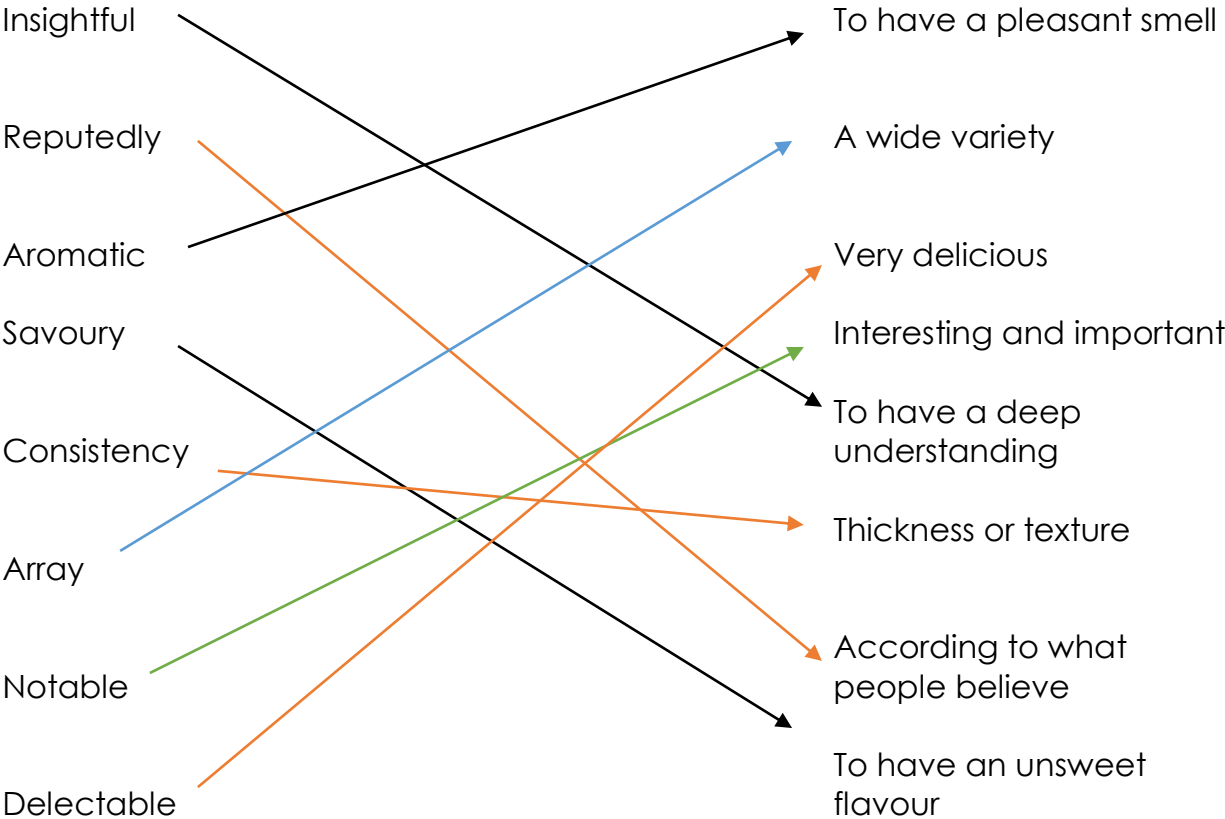 Insightful
To have a pleasant smell
Reputedly
A wide variety
Aromatic
Very delicious
Savoury
Interesting and important
To have a deep
understanding
Consistency
Thickness or texture
Array
According to what
people believe
Notable
To have an unsweet
flavour
Delectable